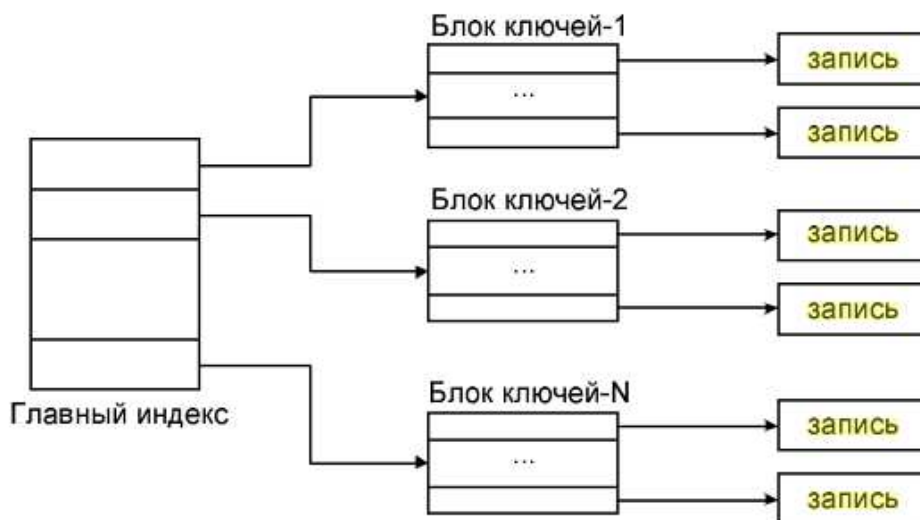 Блок ключей-1
запись
...
запись
Блок ключей-2
запись
...
запись
Главный индекс
Блок ключей-N
запись
...
запись